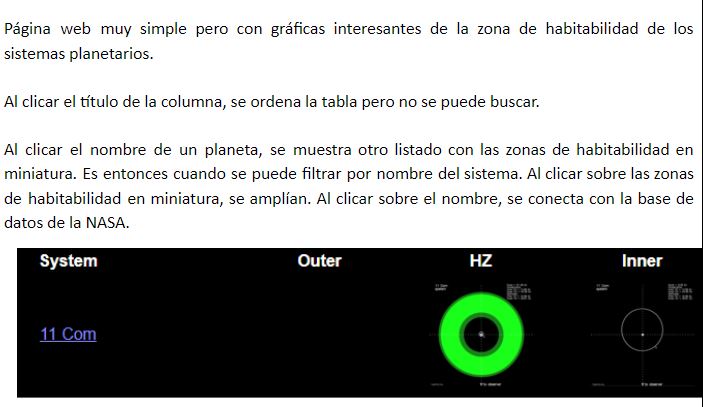 Página web muy simple pero con gráficas interesantes de la zona de habitabilidad de los
sistemas planetarios.
Al clicar el título de la columna, se ordena la tabla pero no se puede buscar.
Al clicar el nombre de un planeta, se muestra otro listado con las zonas de habitabilidad en
miniatura. Es entonces cuando se puede filtrar por nombre del sistema. Al clicar sobre las zonas
de habitabilidad en miniatura, se amplían. Al clicar sobre el nombre, se conecta con la base de
datos de la NASA.
System Outer HZ Inner
11 Com